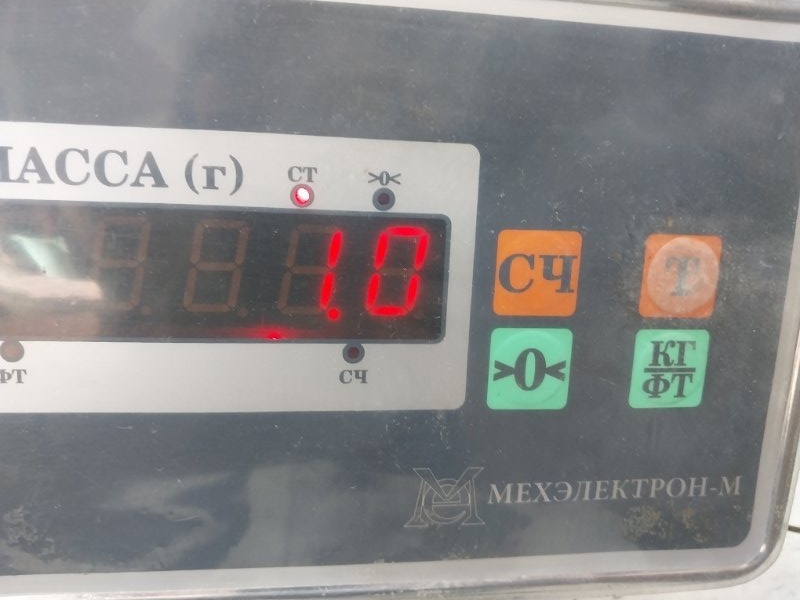 МАССА (г)
СТ
>0<
1.0
ФТ
СЧ
СЧ
Т
>0<
КГ
ФТ
МЕХЭЛЕКТРОН-М